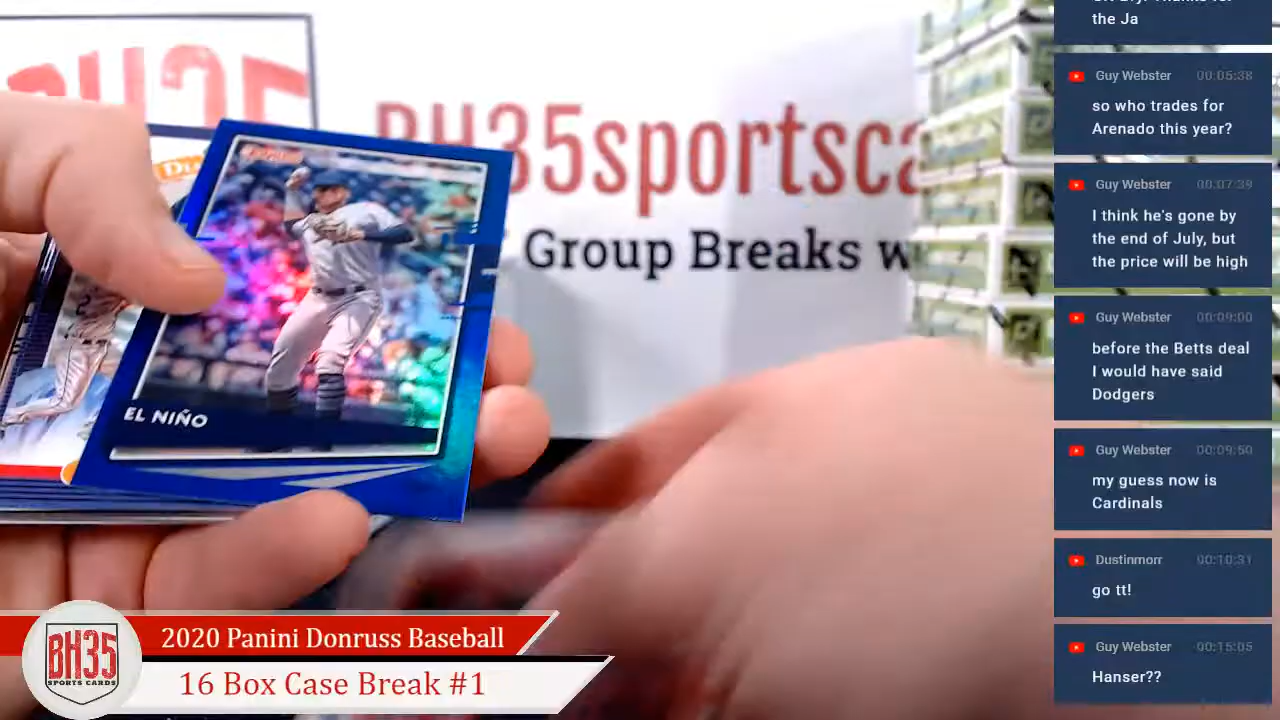 BH35
BH35sportsca
Group Breaks w
EL NIÑO
BH35
SPORTS CARDS
2020 Panini Donruss Baseball
16 Box Case Break #1
the Ja
Guy Webster 00:05:38
so who trades for
Arenado this year?
Guy Webster 00:07:39
I think he's gone by
the end of July, but
the price will be high
Guy Webster 00:09:00
before the Betts deal
I would have said
Dodgers
Guy Webster 00:09:50
my guess now is
Cardinals
Dustinmorr 00:10:31
go tt!
Guy Webster 00:15:05
Hanser??